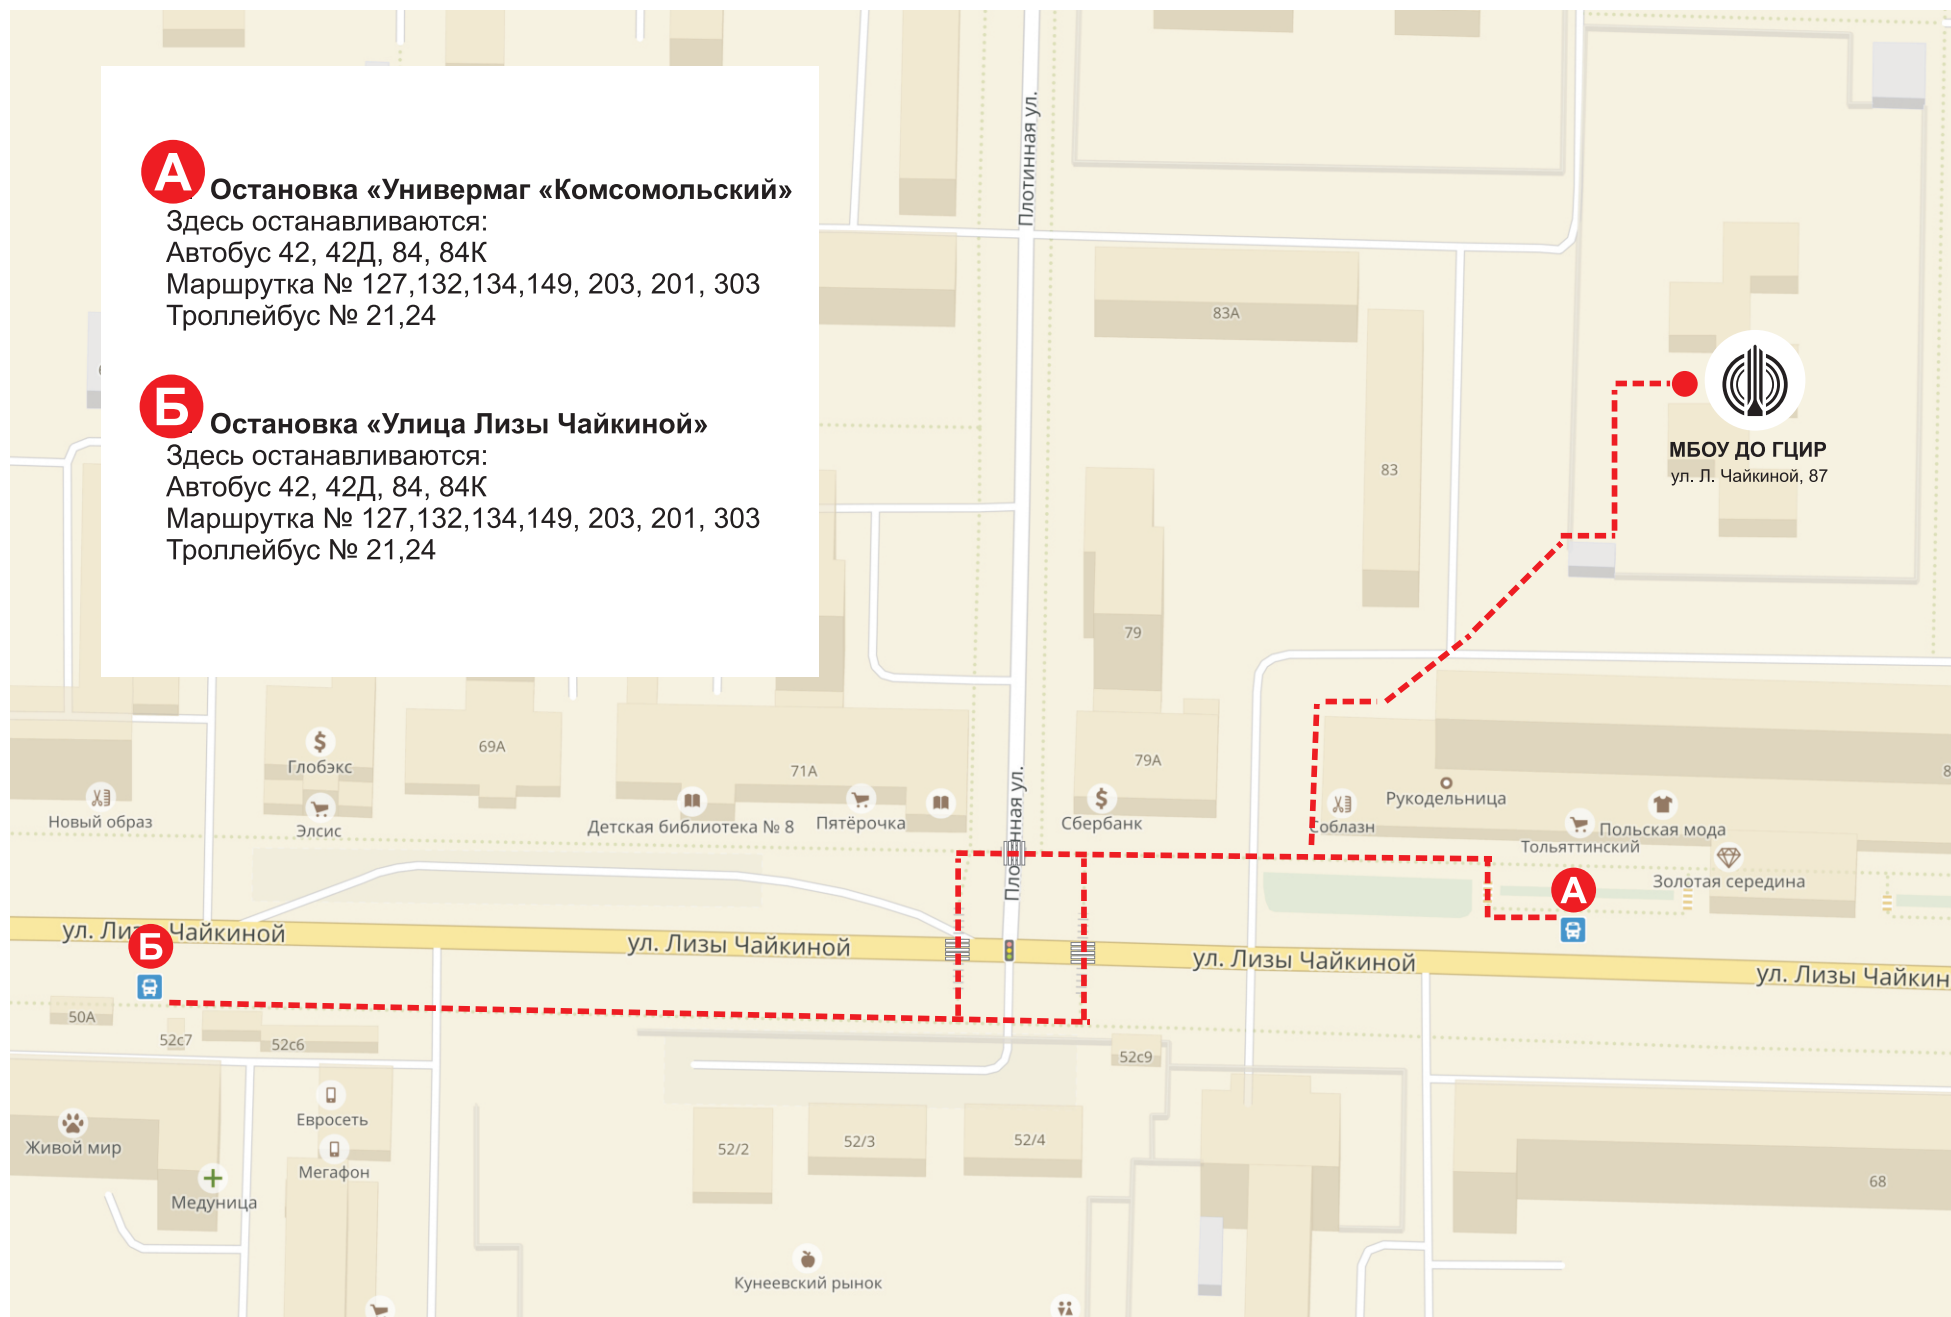 А
Остановка «Универмаг «Комсомольский»
Здесь останавливаются:
Автобус 42, 42Д, 84, 84К
Маршрутка № 127,132,134,149, 203, 201, 303
Троллейбус № 21,24
Б
Остановка «Улица Лизы Чайкиной»
Здесь останавливаются:
Автобус 42, 42Д, 84, 84К
Маршрутка № 127,132,134,149, 203, 201, 303
Троллейбус № 21,24
Плотинная ул.
83А
83
МБОУ ДО ГЦИР
ул. Л. Чайкиной, 87
79
69А
71А
79А
Глобэкс
Новый образ
Элсис
Детская библиотека № 8
Пятёрочка
Сбербанк
Соблазн
Рукодельница
Польская мода
Тольяттинский
Золотая середина
Плотинная ул.
А
Б
ул. Лизы Чайкиной
ул. Лизы Чайкиной
ул. Лизы Чайкиной
ул. Лизы Чайкин
50А
52с7
52с6
52с9
Евросеть
Живой мир
Мегафон
Медуница
52/2
52/3
52/4
68
Кунеевский рынок